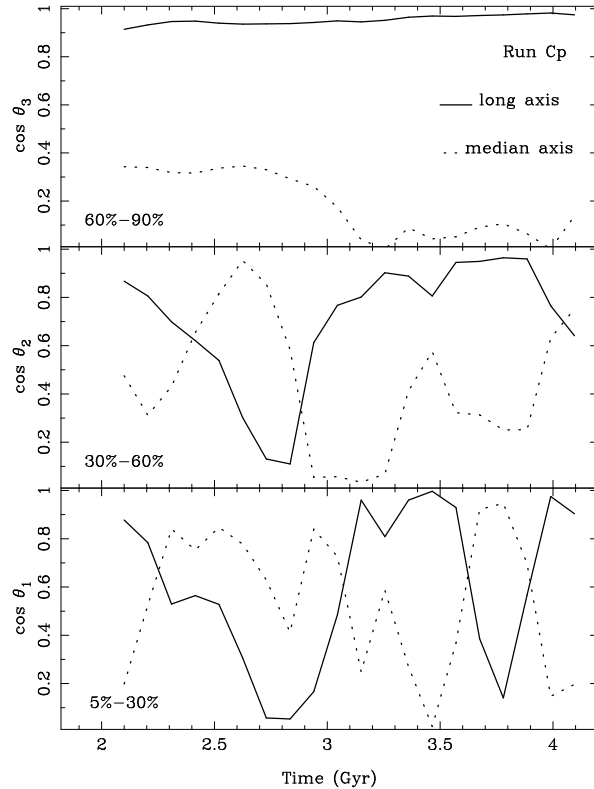 1
0.8
0.6
0.4
0.2
cos θ3
Run Cp
long axis
median axis
60%−90%
0.8
0.6
0.4
0.2
cos θ2
30%−60%
1
0.8
0.6
0.4
0.2
cos θ1
5%−30%
2 2.5 3 3.5 4
Time (Gyr)